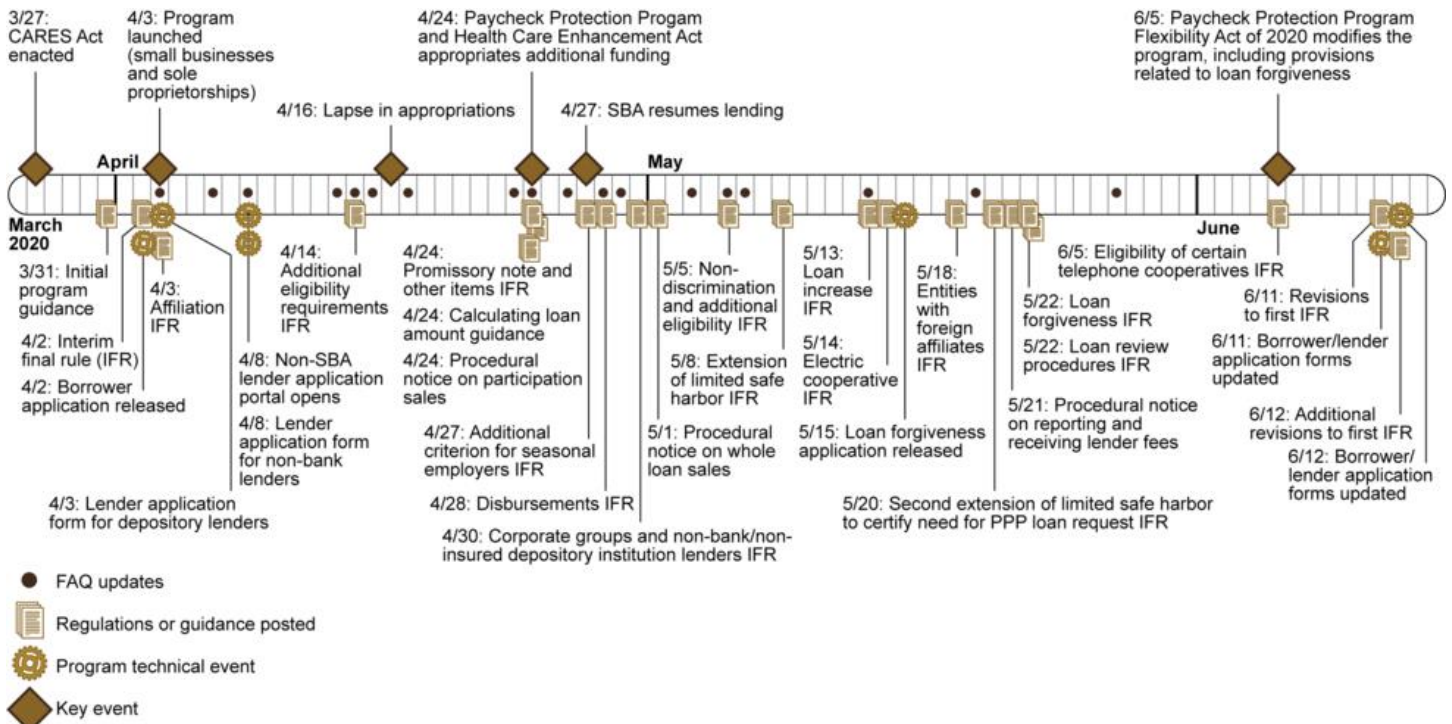 3/27:
CARES Act
enacted
4/3: Program
launched
(small businesses
and sole
proprietorships)
4/16: Lapse in appropriations
4/24: Paycheck Protection Progam
and Health Care Enhancement Act
appropriates additional funding
4/27: SBA resumes lending
6/5: Paycheck Protection Program
Flexibility Act of 2020 modifies the
program, including provisions
related to loan forgiveness
April
May
March
2020
June
3/31: Initial
program
guidance
4/2: Interim
final rule (IFR)
4/2: Borrower
application released
4/3:
Affiliation
IFR
4/3: Lender application
form for depository lenders
4/8: Non-SBA
lender application
portal opens
4/8: Lender
application form
for non-bank
lenders
4/14:
Additional
eligibility
requirements
IFR
4/24:
Promissory note and
other items IFR
4/24: Calculating loan
amount guidance
4/24: Procedural
notice on participation
sales
4/27: Additional
criterion for seasonal
employers IFR
4/28: Disbursements IFR
4/30: Corporate groups and non-bank/non-
insured depository institution lenders IFR
5/1: Procedural
notice on whole
loan sales
5/5: Non-
discrimination
and additional
eligibility IFR
5/8: Extension
of limited safe
harbor IFR
5/13:
Loan
increase
IFR
5/14:
Electric
cooperative
IFR
5/15: Loan forgiveness
application released
5/18:
Entities
with
foreign
affiliates
IFR
5/20: Second extension of limited safe harbor
to certify need for PPP loan request IFR
5/22: Loan
forgiveness IFR
5/22: Loan review
procedures IFR
5/21: Procedural notice
on reporting and
receiving lender fees
6/5: Eligibility of certain
telephone cooperatives IFR
6/11: Revisions
to first IFR
6/11: Borrower/lender
application forms
updated
6/12: Additional
revisions to first IFR
6/12: Borrower/
lender application
forms updated
FAQ updates
Regulations or guidance posted
Program technical event
Key event